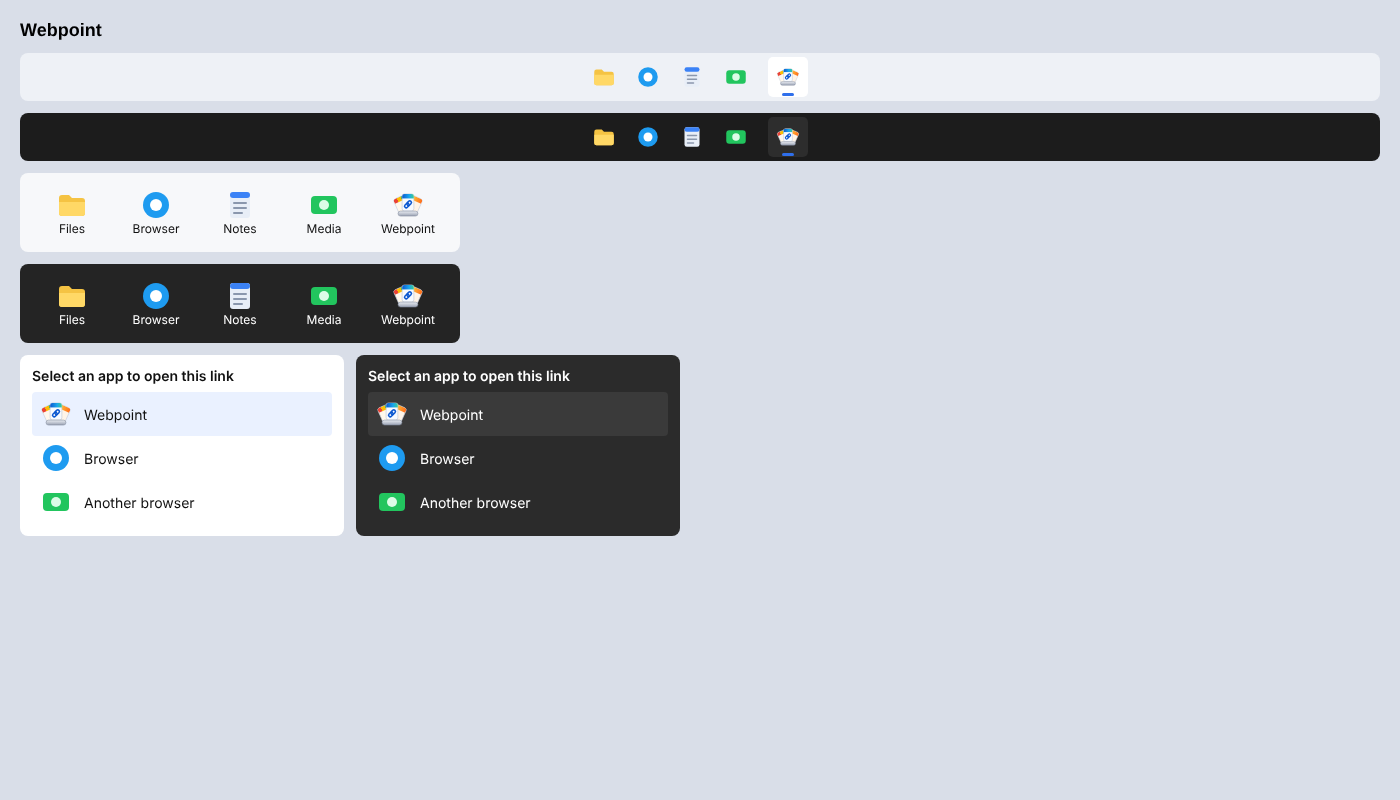 Webpoint
Files Browser Notes Media Webpoint
Files Browser Notes Media Webpoint
Select an app to open this link
Webpoint
Browser
Another browser
Select an app to open this link
Webpoint
Browser
Another browser